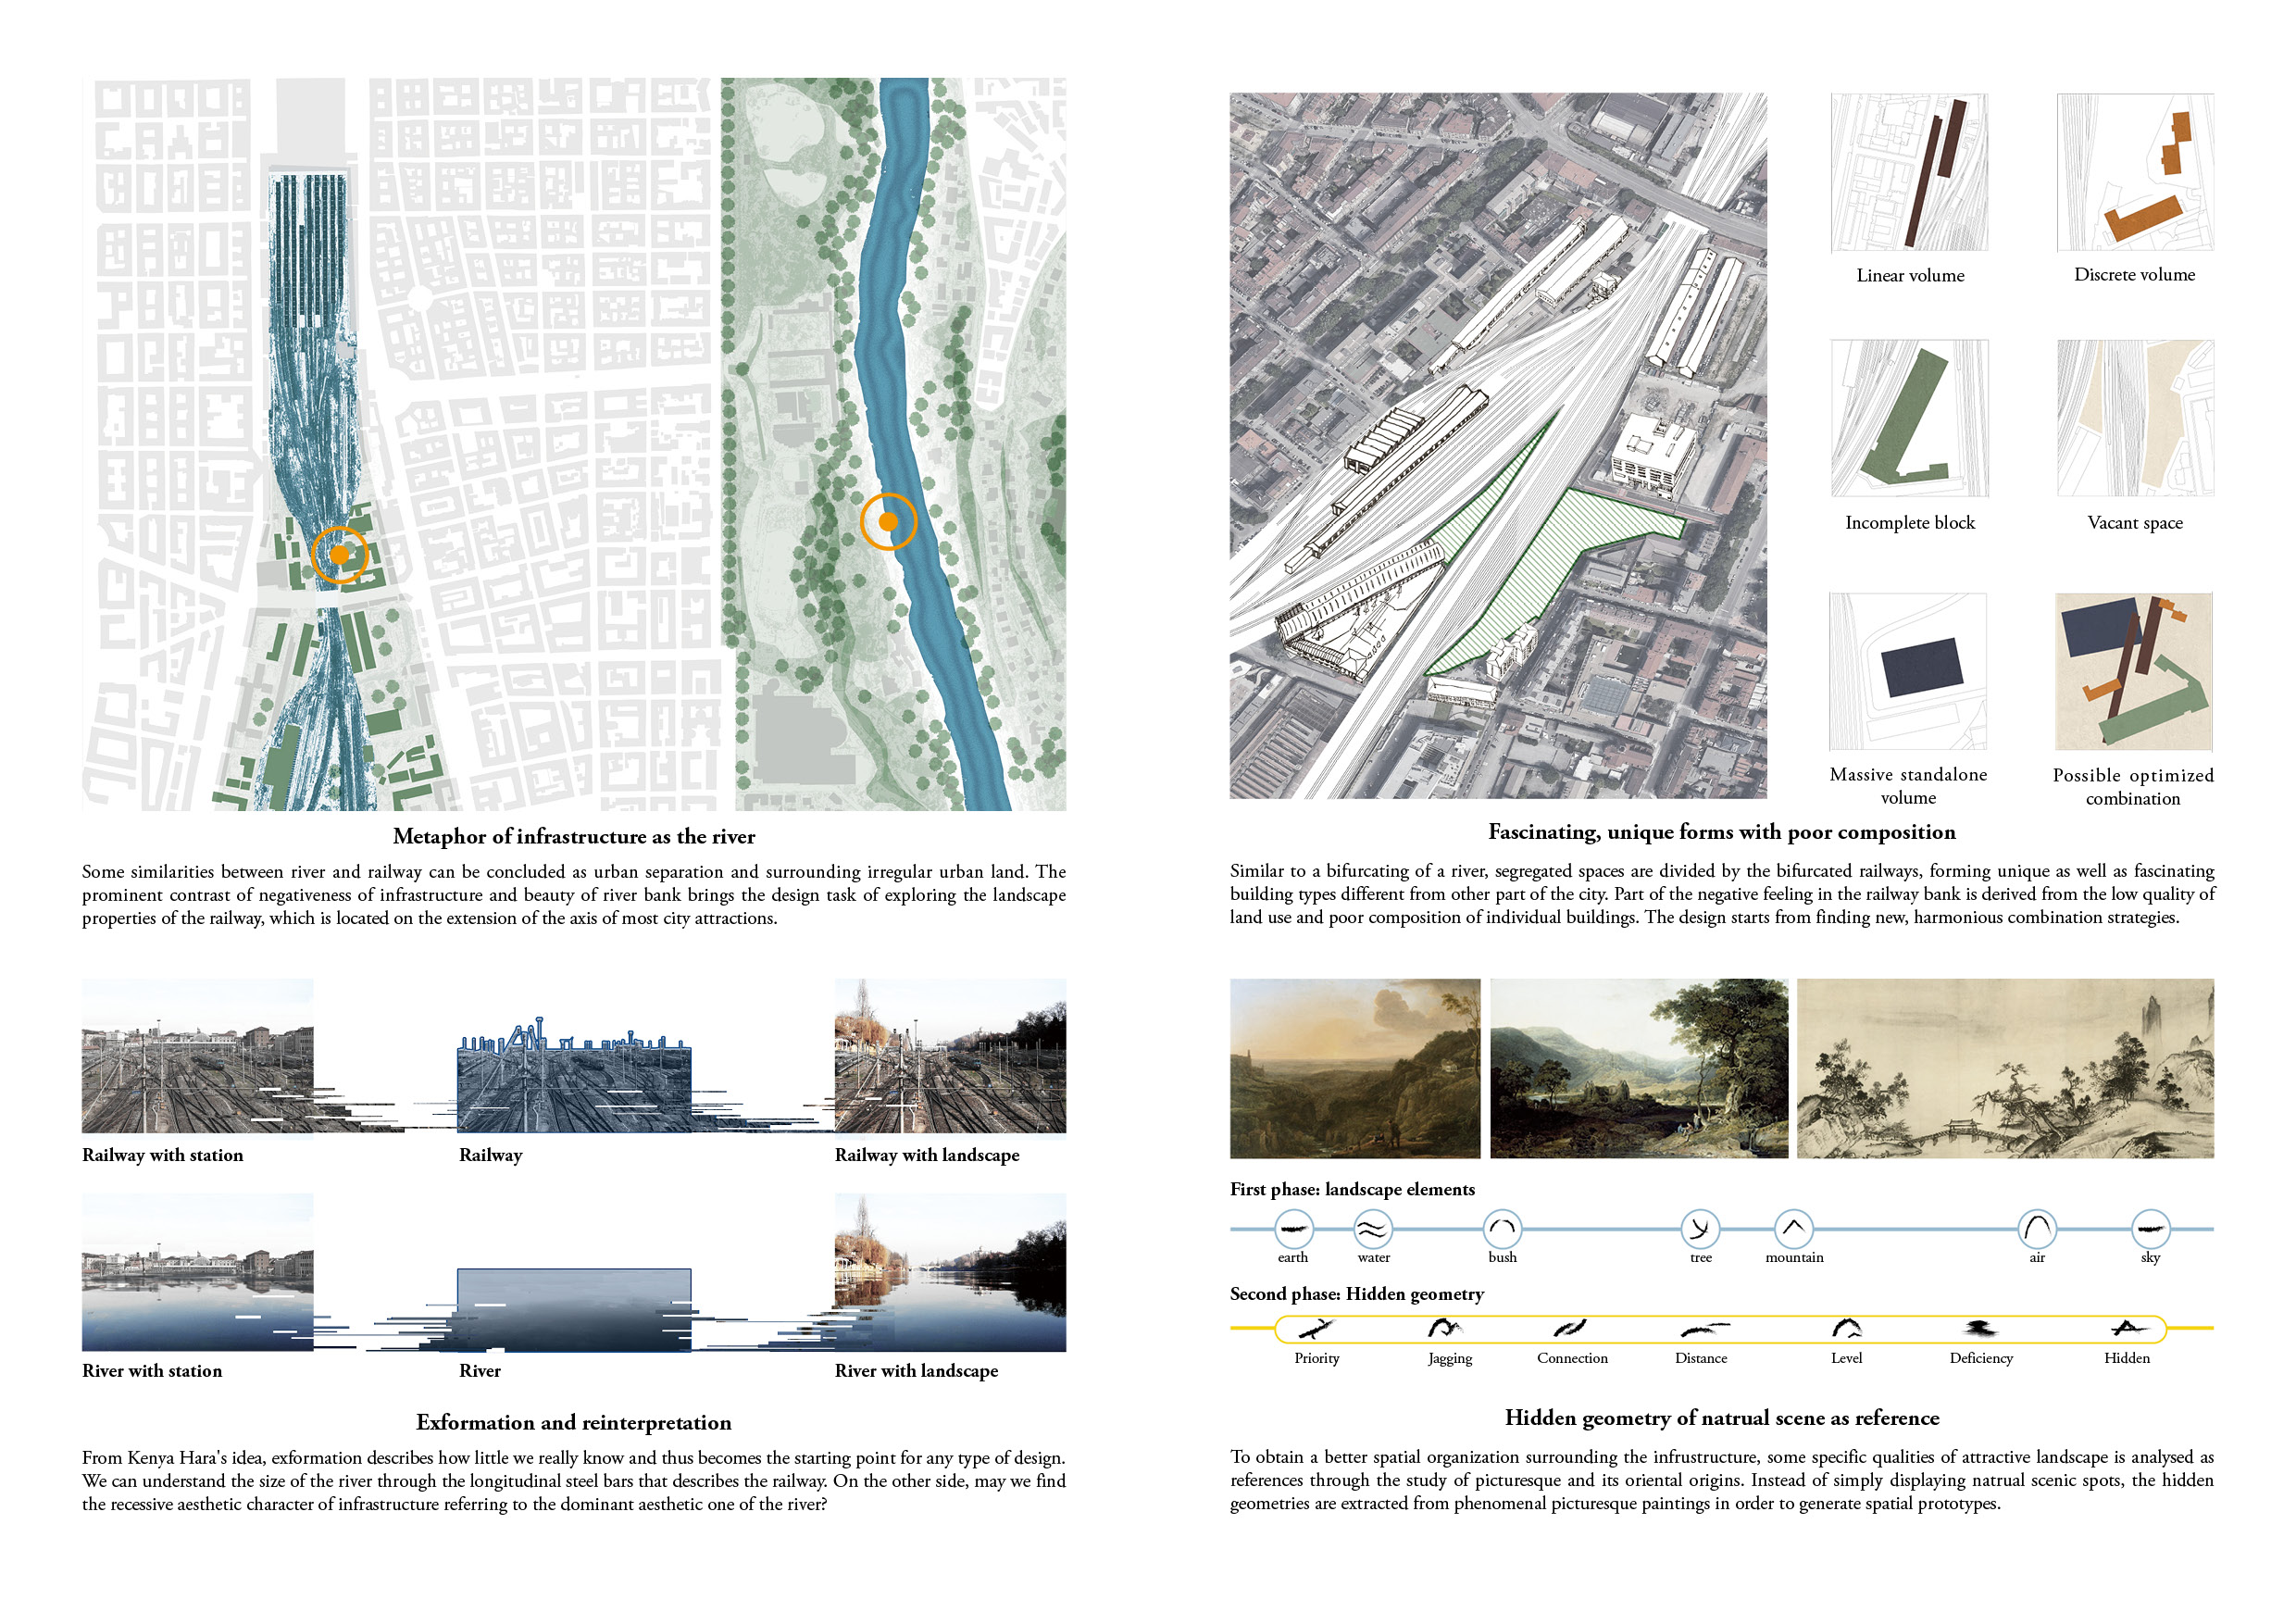 Metaphor of infrastructure as the river
Some similarities between river and railway can be concluded as urban separation and surrounding irregular urban land. The
prominent contrast of negativeness of infrastructure and beauty of river bank brings the design task of exploring the landscape
properties of the railway, which is located on the extension of the axis of most city attractions.
Railway with station
Railway
Railway with landscape
River with station
River
River with landscape
Exformation and reinterpretation
From Kenya Hara's idea, exformation describes how little we really know and thus becomes the starting point for any type of design.
We can understand the size of the river through the longitudinal steel bars that describes the railway. On the other side, may we find
the recessive aesthetic character of infrastructure referring to the dominant aesthetic one of the river?
Linear volume
Discrete volume
Incomplete block
Vacant space
Massive standalone
volume
Possible optimized
combination
Fascinating, unique forms with poor composition
Similar to a bifurcating of a river, segregated spaces are divided by the bifurcated railways, forming unique as well as fascinating
building types different from other part of the city. Part of the negative feeling in the railway bank is derived from the low quality of
land use and poor composition of individual buildings. The design starts from finding new, harmonious combination strategies.
First phase: landscape elements
earth
water
bush
tree
mountain
air
sky
Second phase: Hidden geometry
Priority
Jagging
Connection
Distance
Level
Deficiency
Hidden
Hidden geometry of natrual scene as reference
To obtain a better spatial organization surrounding the infrustructure, some specific qualities of attractive landscape is analysed as
references through the study of picturesque and its oriental origins. Instead of simply displaying natrual scenic spots, the hidden
geometries are extracted from phenomenal picturesque paintings in order to generate spatial prototypes.